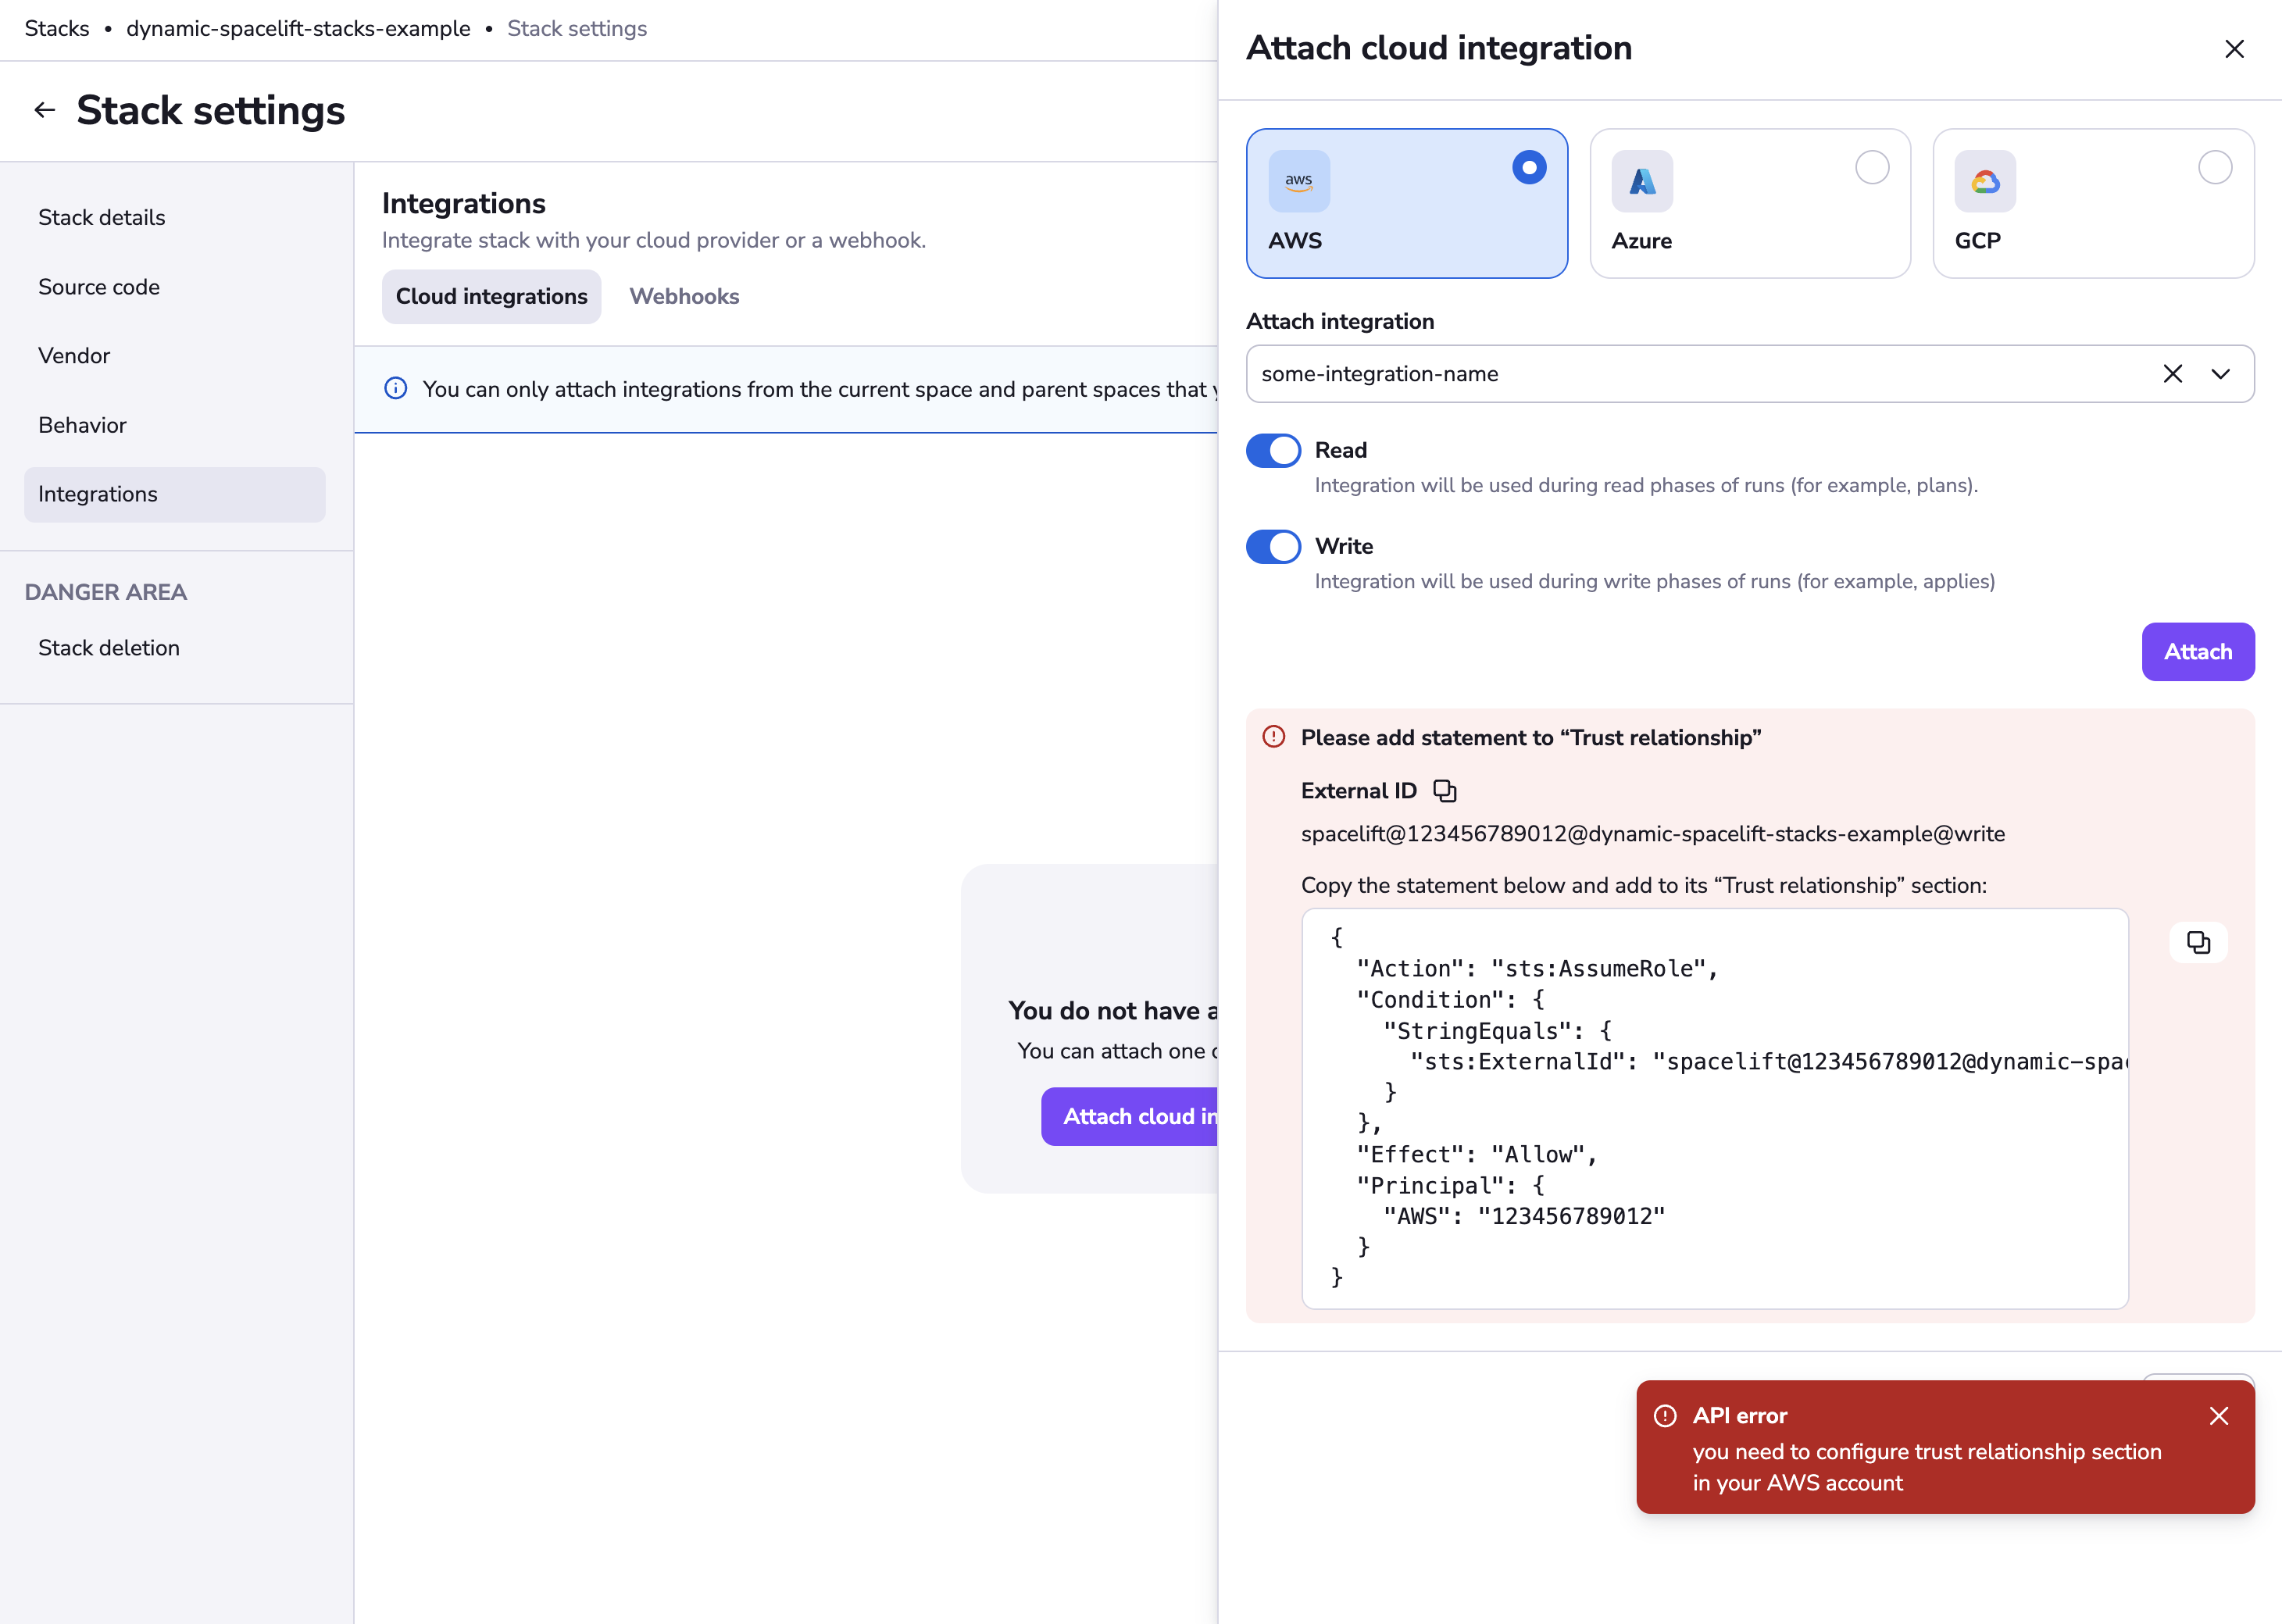 Stacks • dynamic-spacelift-stacks-example • Stack settings
Stack settings
Stack details
Source code
Vendor
Behavior
Integrations
DANGER AREA
Stack deletion
Integrations
Integrate stack with your cloud provider or a webhook.
Cloud integrations
Webhooks
You can only attach integrations from the current space and parent spaces that
You do not have
You can attach one
Attach cloud in
Attach cloud integration
aws
AWS
Azure
GCP
Attach integration
some-integration-name
Read
Integration will be used during read phases of runs (for example, plans).
Write
Integration will be used during write phases of runs (for example, applies)
Attach
Please add statement to “Trust relationship”
External ID
spacelift@123456789012@dynamic-spacelift-stacks-example@write
Copy the statement below and add to its “Trust relationship” section:
{
"Action": "sts:AssumeRole",
"Condition": {
"StringEquals": {
"sts:ExternalId": "spacelift@123456789012@dynamic-spa
}
},
"Effect": "Allow",
"Principal": {
"AWS": "123456789012"
}
}
API error
you need to configure trust relationship section
in your AWS account